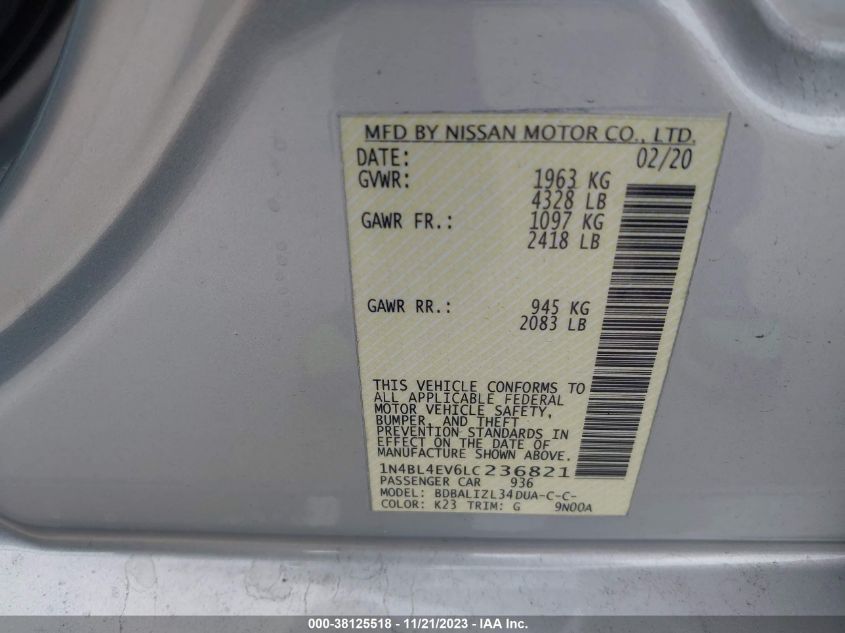 MFD BY NISSAN MOTOR CO., LTD.
DATE: 02/20
GVWR: 1963 KG
4328 LB
GAWR FR.: 1097 KG
2418 LB
GAWR RR.: 945 KG
2083 LB
THIS VEHICLE CONFORMS TO
ALL APPLICABLE FEDERAL
MOTOR VEHICLE SAFETY,
BUMPER, AND THEFT
PREVENTION STANDARDS IN
EFFECT ON THE DATE OF
MANUFACTURE SHOWN ABOVE.
1N4BL4EV6LC236821
PASSENGER CAR 936
MODEL: BDBALIZL34DUA-C-C-
COLOR: K23 TRIM: G 9N00A
000-38125518 - 11/21/2023 - IAA Inc.